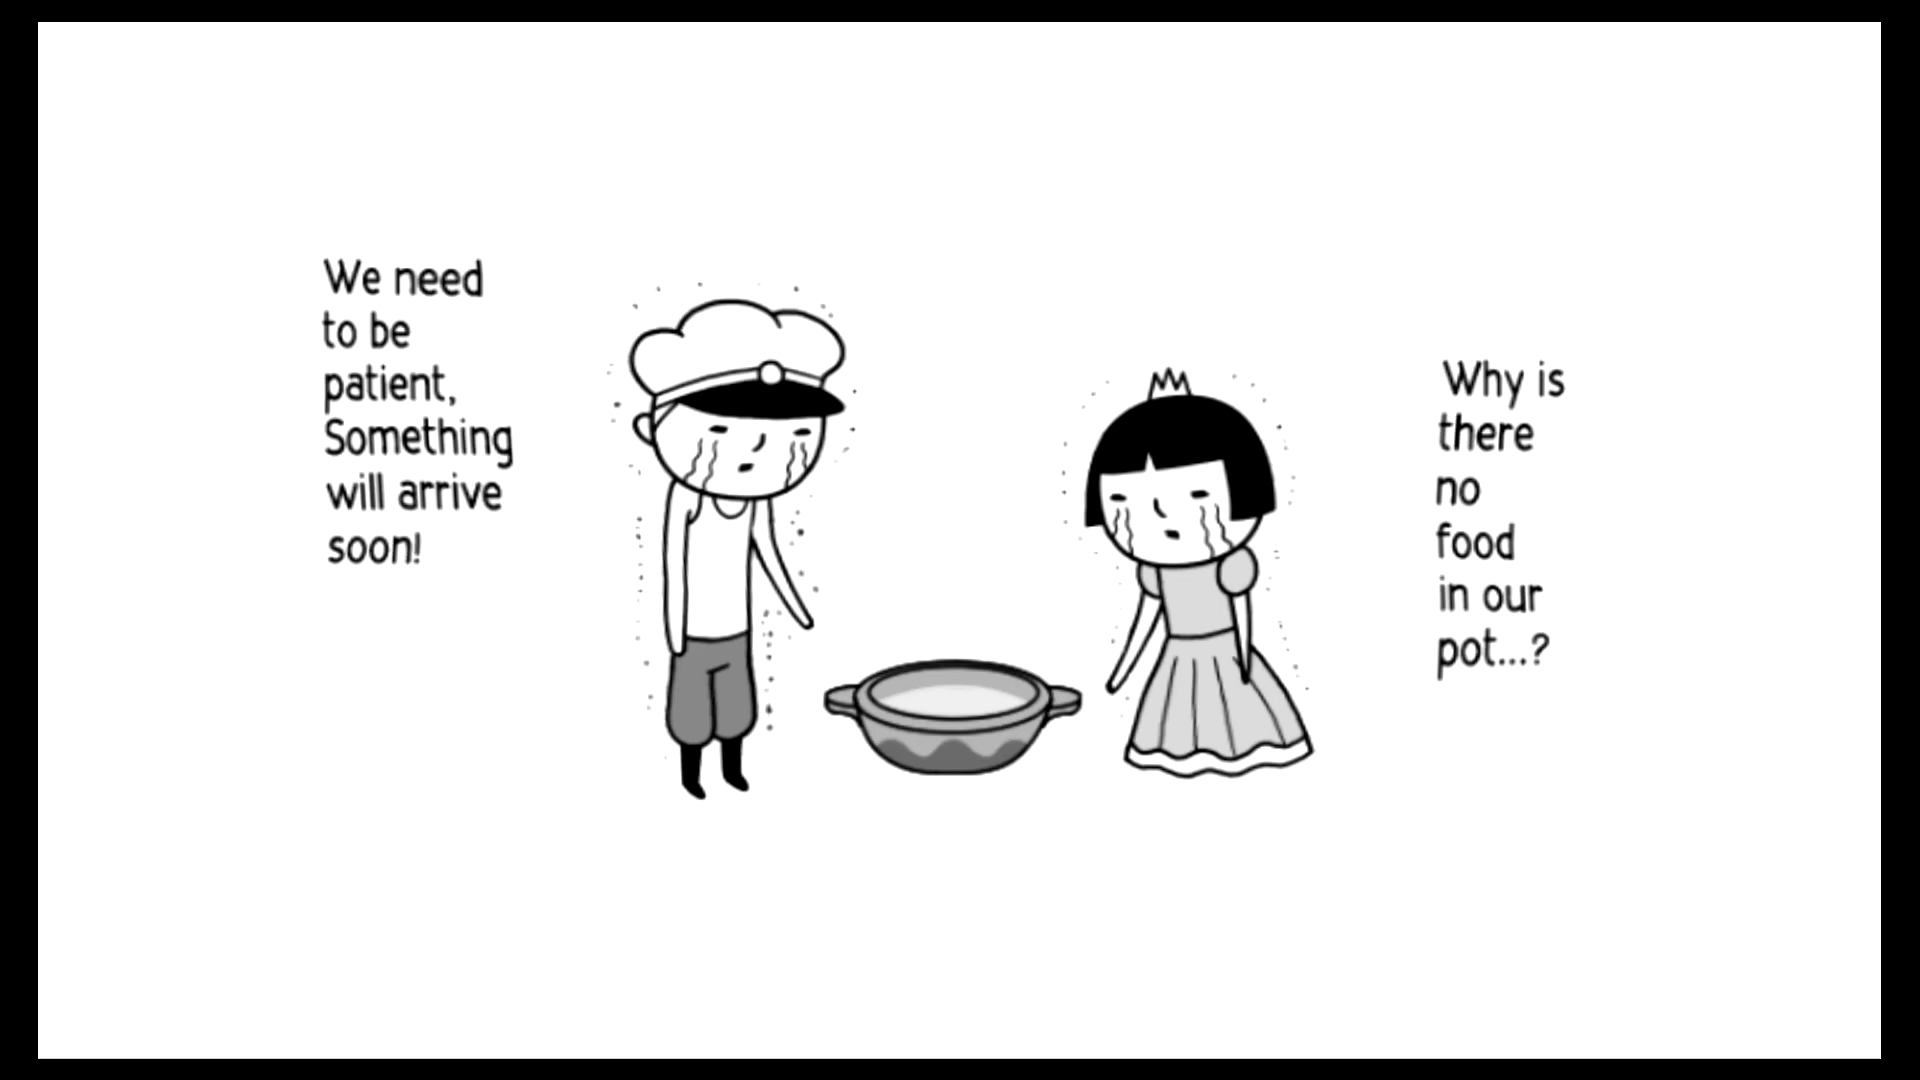 We need
to be
patient,
Something
will arrive
soon!
Why is
there
no
food
in our
pot...?